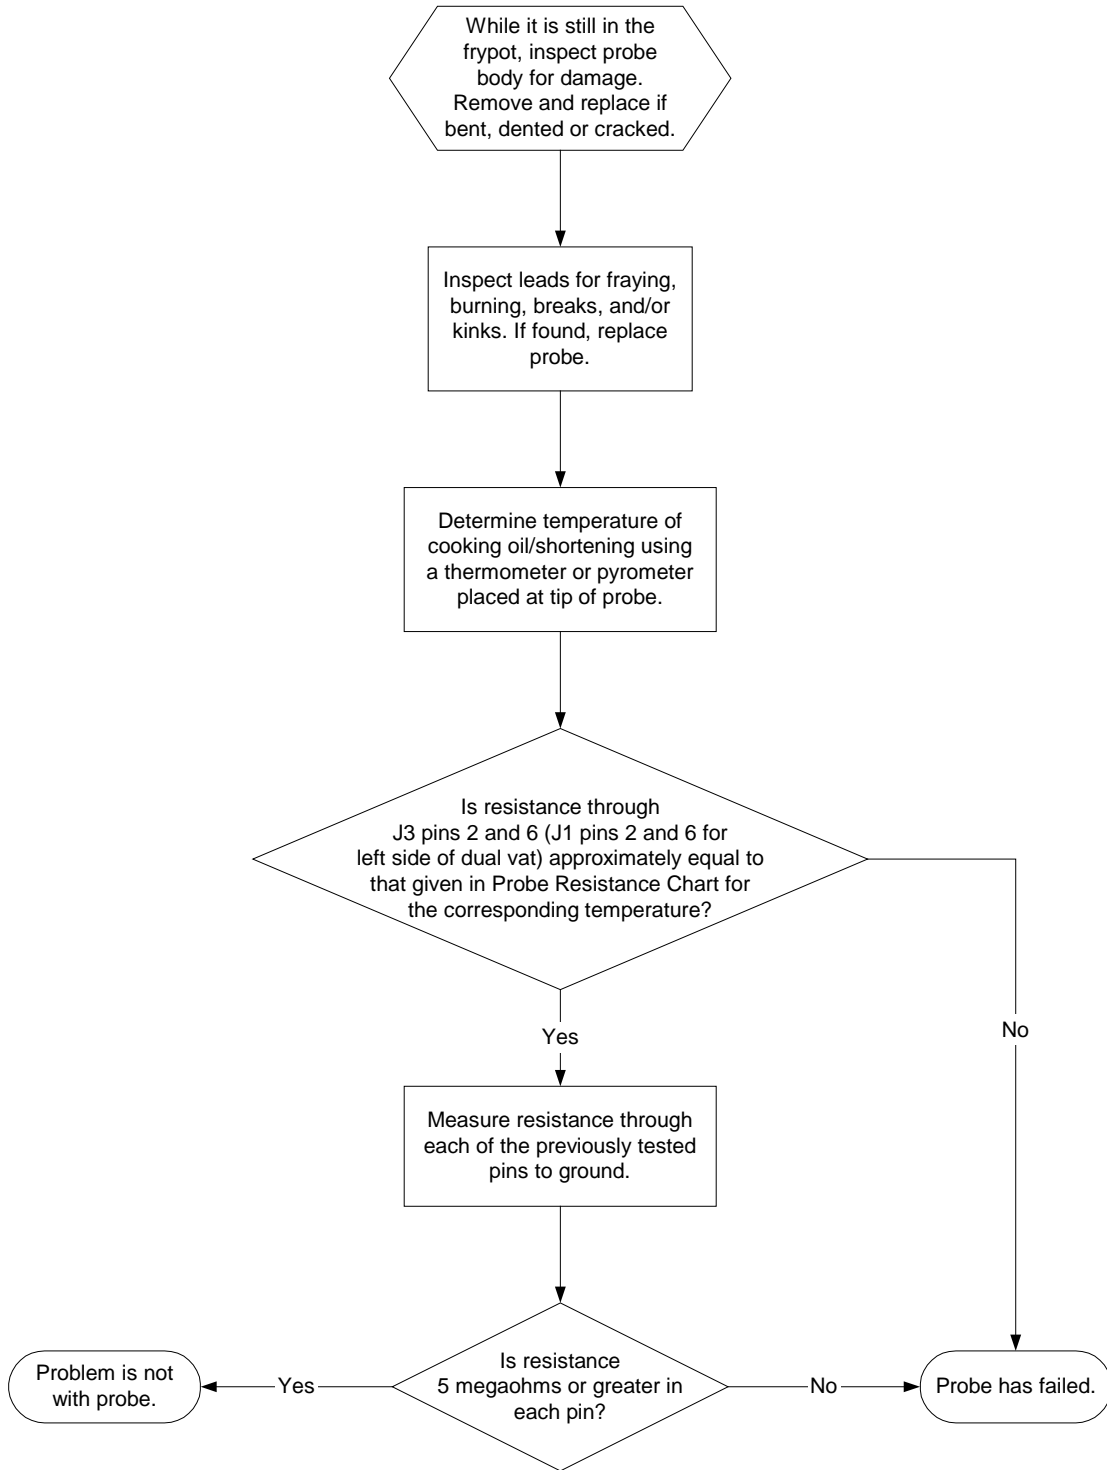 While it is still in the
frypot, inspect probe
body for damage.
Remove and replace if
bent, dented or cracked.
Inspect leads for fraying,
burning, breaks, and/or
kinks. If found, replace
probe.
Determine temperature of
cooking oil/shortening using
a thermometer or pyrometer
placed at tip of probe.
Is resistance through
J3 pins 2 and 6 (J1 pins 2 and 6 for
left side of dual vat) approximately equal to
that given in Probe Resistance Chart for
the corresponding temperature?
Yes
No
Measure resistance through
each of the previously tested
pins to ground.
Is resistance
5 megaohms or greater in
each pin?
Yes
No
Problem is not
with probe.
Probe has failed.